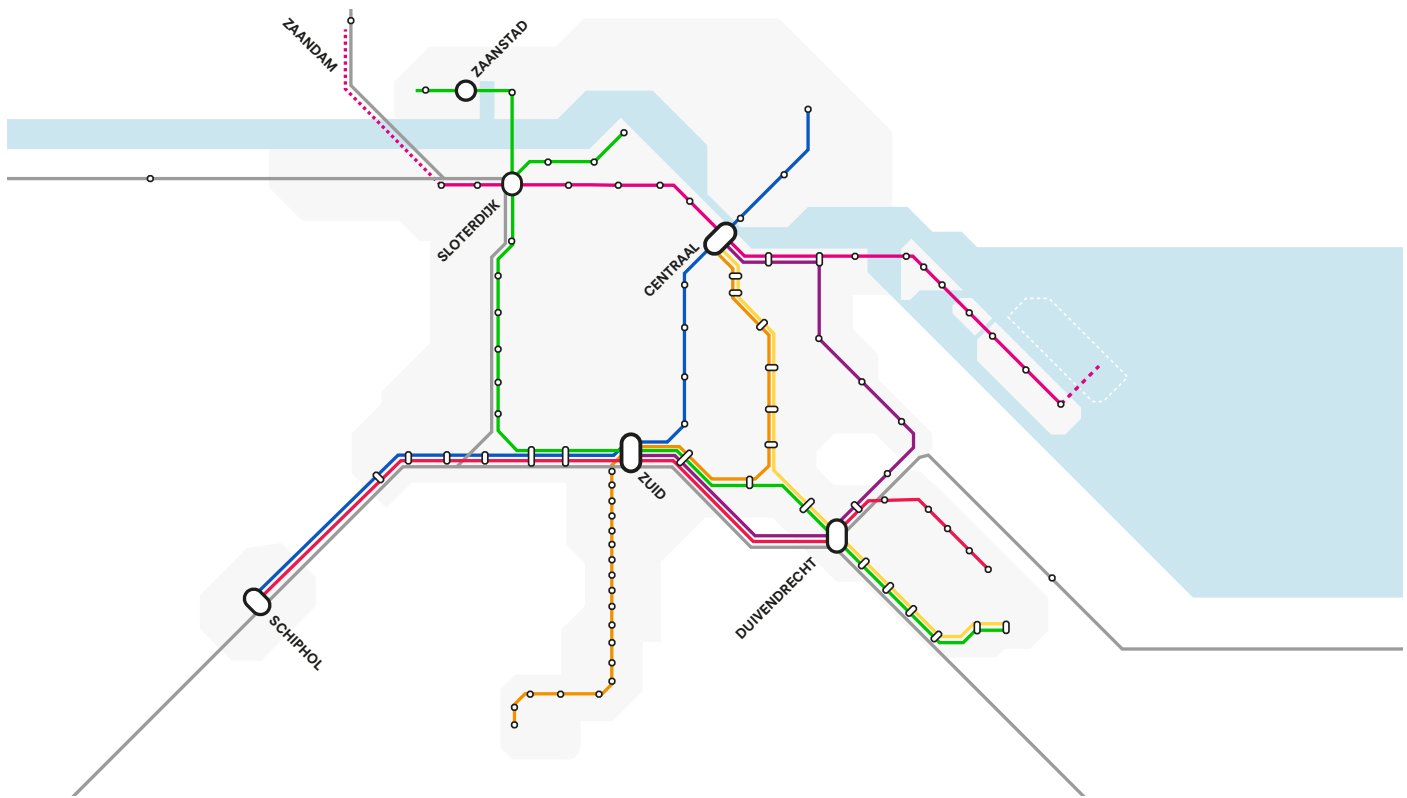 ZAANDAM
ZAANSTAD
SLOTERDIJK
CENTRAAL
ZUID
DUIVENDRECHT
SCHIPHOL